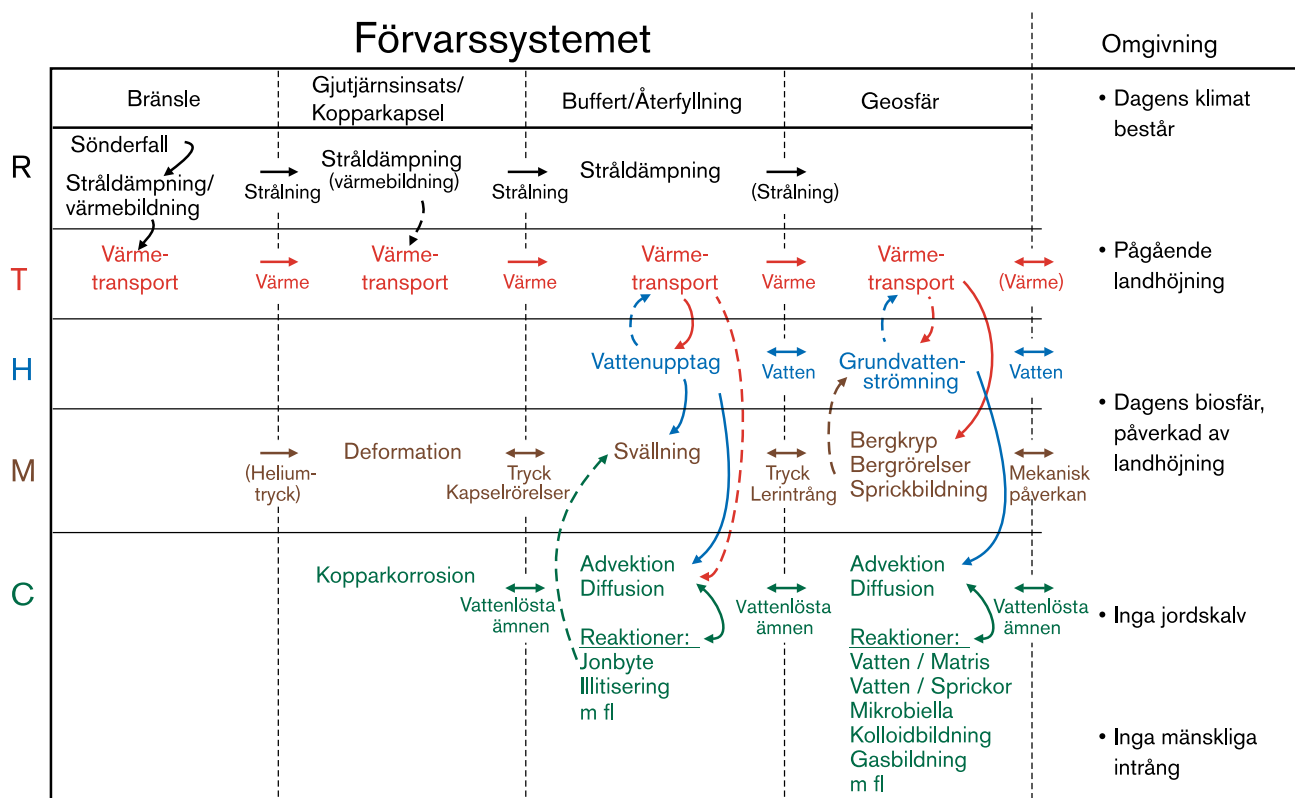 Förvarssystemet
Omgivning
Bränsle
Gjutjärnsinsats/
Kopparkapsel
Buffert/Återfyllning
Geosfär
R
Sönderfall
Stråldämpning/
värmebildning
Strålning
Stråldämpning
(värmebildning)
Strålning
Stråldämpning
(Strålning)
T
Värme-
transport
Värme
Värme-
transport
Värme
Värme-
transport
Värme
Värme-
transport
(Värme)
H
Vattenupptag
Vatten
Grundvatten-
strömning
Vatten
M
(Helium-
tryck)
Deformation
Tryck
Kapselrörelser
Svällning
Tryck
Lerintrång
Bergkryp
Bergrörelser
Sprickbildning
Mekanisk
påverkan
C
Kopparkorrosion
Vattenlösta
ämnen
Advektion
Diffusion
Reaktioner:
Jonbyte
Illitisering
m fl
Vattenlösta
ämnen
Advektion
Diffusion
Reaktioner:
Vatten / Matris
Vatten / Sprickor
Mikrobiella
Kolloidbildning
Gasbildning
m fl
Vattenlösta
ämnen
• Dagens klimat
består
• Pågående
landhöjning
• Dagens biosfär,
påverkad av
landhöjning
• Inga jordskalv
• Inga mänskliga
intrång